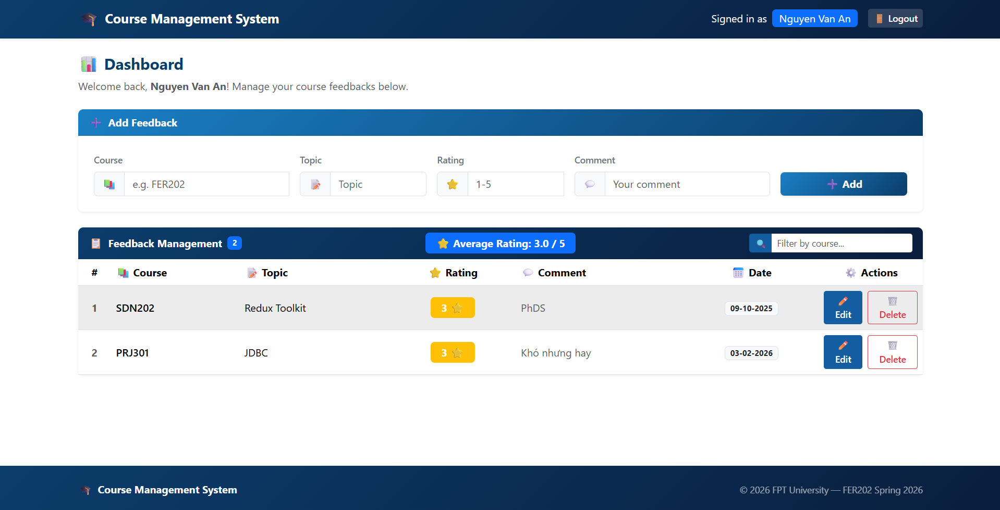 Course Management System
Signed in as Nguyen Van An Logout
Dashboard
Welcome back, Nguyen Van An! Manage your course feedbacks below.
Add Feedback
Course Topic Rating Comment
e.g. FER202 Topic 1-5 Your comment Add
Feedback Management 2 Average Rating: 3.0 / 5 Filter by course...
# Course Topic Rating Comment Date Actions
1 SDN202 Redux Toolkit 3 PhDS 09-10-2025 Edit Delete
2 PRJ301 JDBC 3 Khó nhưng hay 03-02-2026 Edit Delete
Course Management System
© 2026 FPT University — FER202 Spring 2026